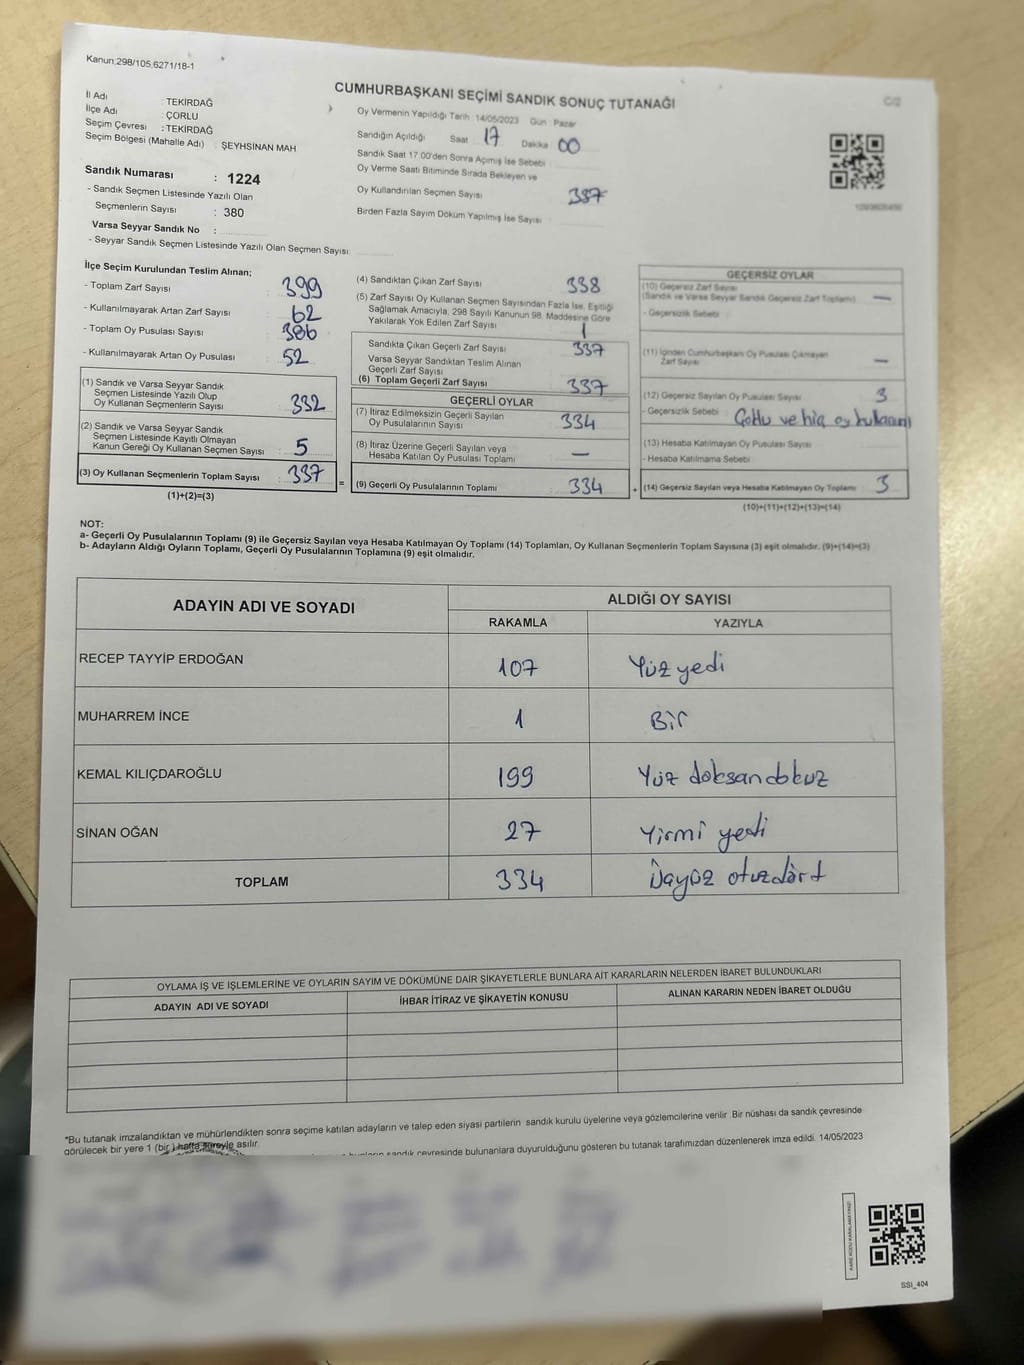 Kanun;298/105,6271/18-1
CUMHURBAŞKANI SEÇİMİ SANDIK SONUÇ TUTANAĞI
C/2
İl Adı : TEKİRDAĞ
İlçe Adı : ÇORLU
Seçim Çevresi : TEKİRDAĞ
Seçim Bölgesi (Mahalle Adı) : ŞEYHSİNAN MAH
Sandık Numarası : 1224
- Sandık Seçmen Listesinde Yazılı Olan
Seçmenlerin Sayısı : 380
Varsa Seyyar Sandık No :
- Seyyar Sandık Seçmen Listesinde Yazılı Olan Seçmen Sayısı:
Oy Vermenin Yapıldığı Tarih : 14/05/2023 Gün : Pazar
Sandığın Açıldığı Saat 17 Dakika 00
Sandık Saat 17.00'den Sonra Açımış İse Sebebi
Oy Verme Saati Bitiminde Sırada Bekleyen ve
Oy Kullandırılan Seçmen Sayısı 337
Birden Fazla Sayım Döküm Yapılmış İse Sayısı
İlçe Seçim Kurulundan Teslim Alınan;
- Toplam Zarf Sayısı 399
- Kullanılmayarak Artan Zarf Sayısı 62
- Toplam Oy Pusulası Sayısı 386
- Kullanılmayarak Artan Oy Pusulası 52
(1) Sandık ve Varsa Seyyar Sandık
Seçmen Listesinde Yazılı Olup
Oy Kullanan Seçmenlerin Sayısı 332
(2) Sandık ve Varsa Seyyar Sandık
Seçmen Listesinde Kayıtlı Olmayan
Kanun Gereği Oy Kullanan Seçmen Sayısı 5
(3) Oy Kullanan Seçmenlerin Toplam Sayısı 337
(1)+(2)=(3)
(4) Sandıktan Çıkan Zarf Sayısı 338
(5) Zarf Sayısı Oy Kullanan Seçmen Sayısından Fazla İse, Eşitliği
Sağlamak Amacıyla, 298 Sayılı Kanunun 98. Maddesine Göre
Yakılarak Yok Edilen Zarf Sayısı 1
Sandıkta Çıkan Geçerli Zarf Sayısı 337
Varsa Seyyar Sandıktan Teslim Alınan
Geçerli Zarf Sayısı
(6) Toplam Geçerli Zarf Sayısı 337
GEÇERLİ OYLAR
(7) İtiraz Edilmeksizin Geçerli Sayılan
Oy Pusulalarının Sayısı 334
(8) İtiraz Üzerine Geçerli Sayılan veya
Hesaba Katılan Oy Pusulası Toplamı —
= (9) Geçerli Oy Pusulalarının Toplamı 334
GEÇERSİZ OYLAR
(10) Geçersiz Zarf Sayısı
(Sandık ve Varsa Seyyar Sandık Geçersiz Zarf Toplamı) —
- Geçersizlik Sebebi
(11) İçinden Cumhurbaşkanı Oy Pusulası Çıkmayan
Zarf Sayısı —
(12) Geçersiz Sayılan Oy Pusulası Sayısı 3
- Geçersizlik Sebebi ve hiç oy
(13) Hesaba Katılmayan Oy Pusulası Sayısı
- Hesaba Katılmama Sebebi
+ (14) Geçersiz Sayılan veya Hesaba Katılmayan Oy Toplamı 3
(10)+(11)+(12)+(13)=(14)
NOT:
a- Geçerli Oy Pusulalarının Toplamı (9) ile Geçersiz Sayılan veya Hesaba Katılmayan Oy Toplamı (14) Toplamları, Oy Kullanan Seçmenlerin Toplam Sayısına (3) eşit olmalıdır. (9)+(14)=(3)
b- Adayların Aldığı Oyların Toplamı, Geçerli Oy Pusulalarının Toplamına (9) eşit olmalıdır.
ADAYIN ADI VE SOYADI ALDIĞI OY SAYISI
RAKAMLA YAZIYLA
RECEP TAYYİP ERDOĞAN 107 Yüz yedi
MUHARREM İNCE 1 Bir
KEMAL KILIÇDAROĞLU 199 Yüz doksandokuz
SİNAN OĞAN 27 Yirmi yedi
TOPLAM 334 Üçyüz otuzdört
OYLAMA İŞ VE İŞLEMLERİNE VE OYLARIN SAYIM VE DÖKÜMÜNE DAİR ŞİKAYETLERLE BUNLARA AİT KARARLARIN NELERDEN İBARET BULUNDUKLARI
ADAYIN ADI VE SOYADI İHBAR İTİRAZ VE ŞİKAYETİN KONUSU ALINAN KARARIN NEDEN İBARET OLDUĞU
*Bu tutanak imzalandıktan ve mühürlendikten sonra seçime katılan adayların ve talep eden siyasi partilerin sandık kurulu üyelerine veya gözlemcilerine verilir. Bir nüshası da sandık çevresinde
görülecek bir yere 1 (bir) hafta süreyle asılır.
sandık çevresinde bulunanlara duyurulduğunu gösteren bu tutanak tarafımızdan düzenlenerek imza edildi. 14/05/2023
SSI_404